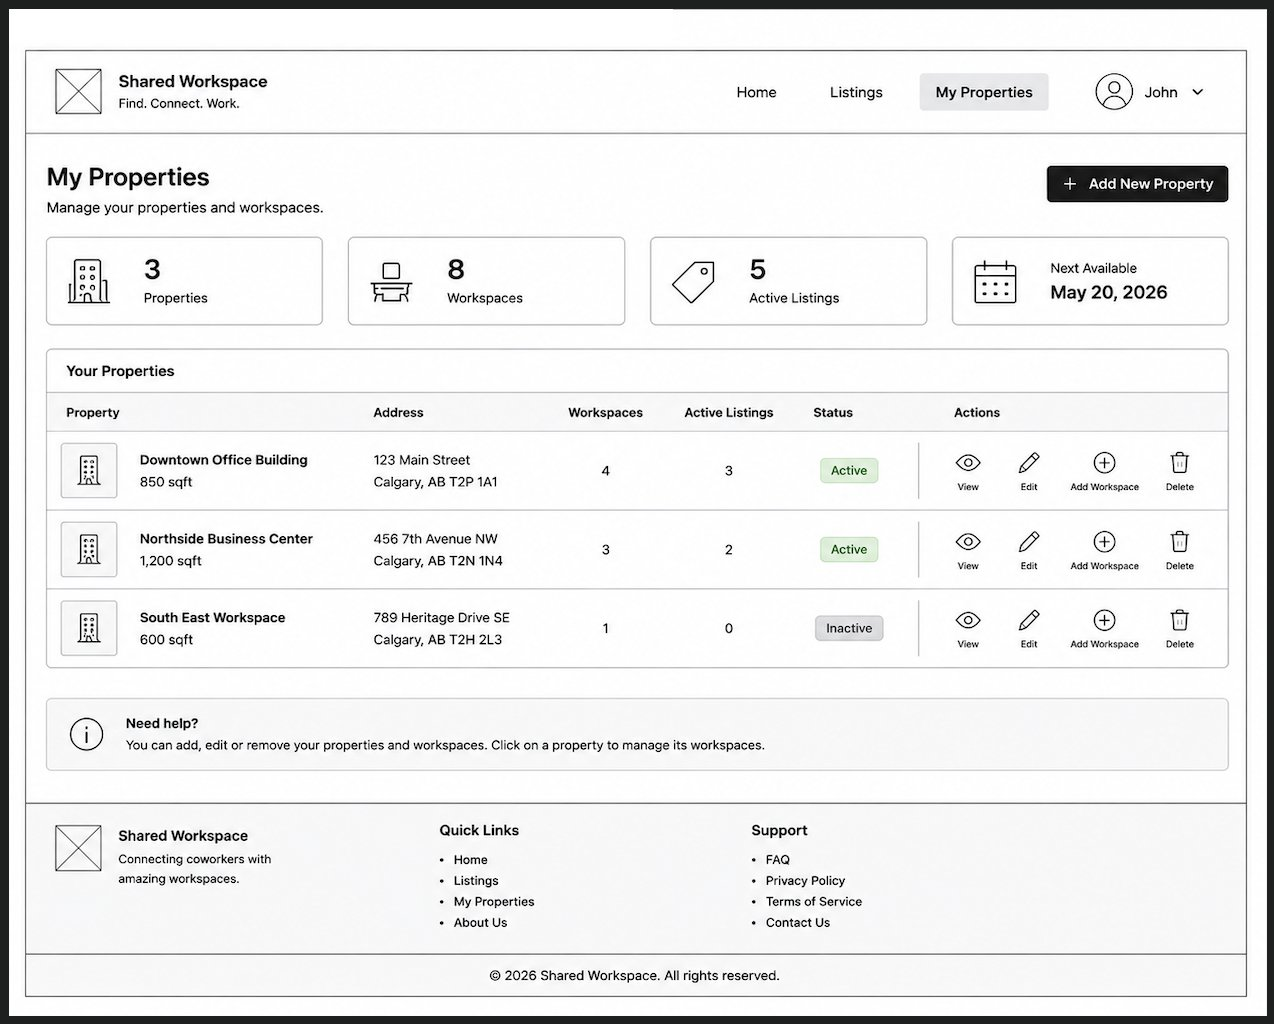 Shared Workspace
Find. Connect. Work.
Home
Listings
My Properties
John
My Properties
Manage your properties and workspaces.
+ Add New Property
3
Properties
8
Workspaces
5
Active Listings
Next Available
May 20, 2026
Your Properties
Property Address Workspaces Active Listings Status Actions
Downtown Office Building
850 sqft
123 Main Street
Calgary, AB T2P 1A1
4
3
Active
View
Edit
Add Workspace
Delete
Northside Business Center
1,200 sqft
456 7th Avenue NW
Calgary, AB T2N 1N4
3
2
Active
View
Edit
Add Workspace
Delete
South East Workspace
600 sqft
789 Heritage Drive SE
Calgary, AB T2H 2L3
1
0
Inactive
View
Edit
Add Workspace
Delete
Need help?
You can add, edit or remove your properties and workspaces. Click on a property to manage its workspaces.
Shared Workspace
Connecting coworkers with
amazing workspaces.
Quick Links
• Home
• Listings
• My Properties
• About Us
Support
• FAQ
• Privacy Policy
• Terms of Service
• Contact Us
© 2026 Shared Workspace. All rights reserved.